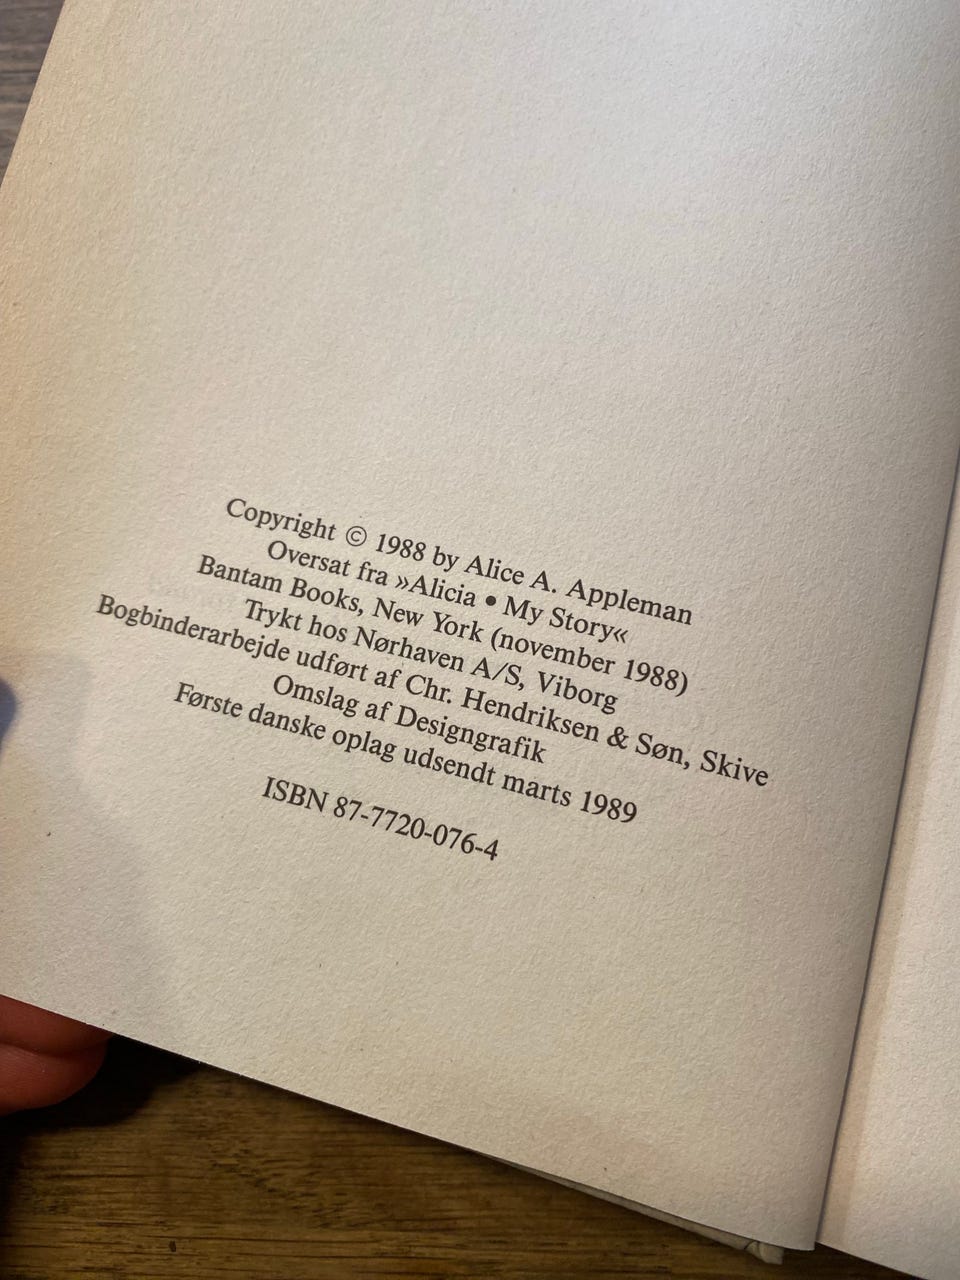 Copyright © 1988 by Alice A. Appleman
Oversat fra »Alicia • My Story«
Bantam Books, New York (november 1988)
Trykt hos Nørhaven A/S, Viborg
Bogbinderarbejde udført af Chr. Hendriksen & Søn, Skive
Omslag af Designgrafik
Første danske oplag udsendt marts 1989
ISBN 87-7720-076-4